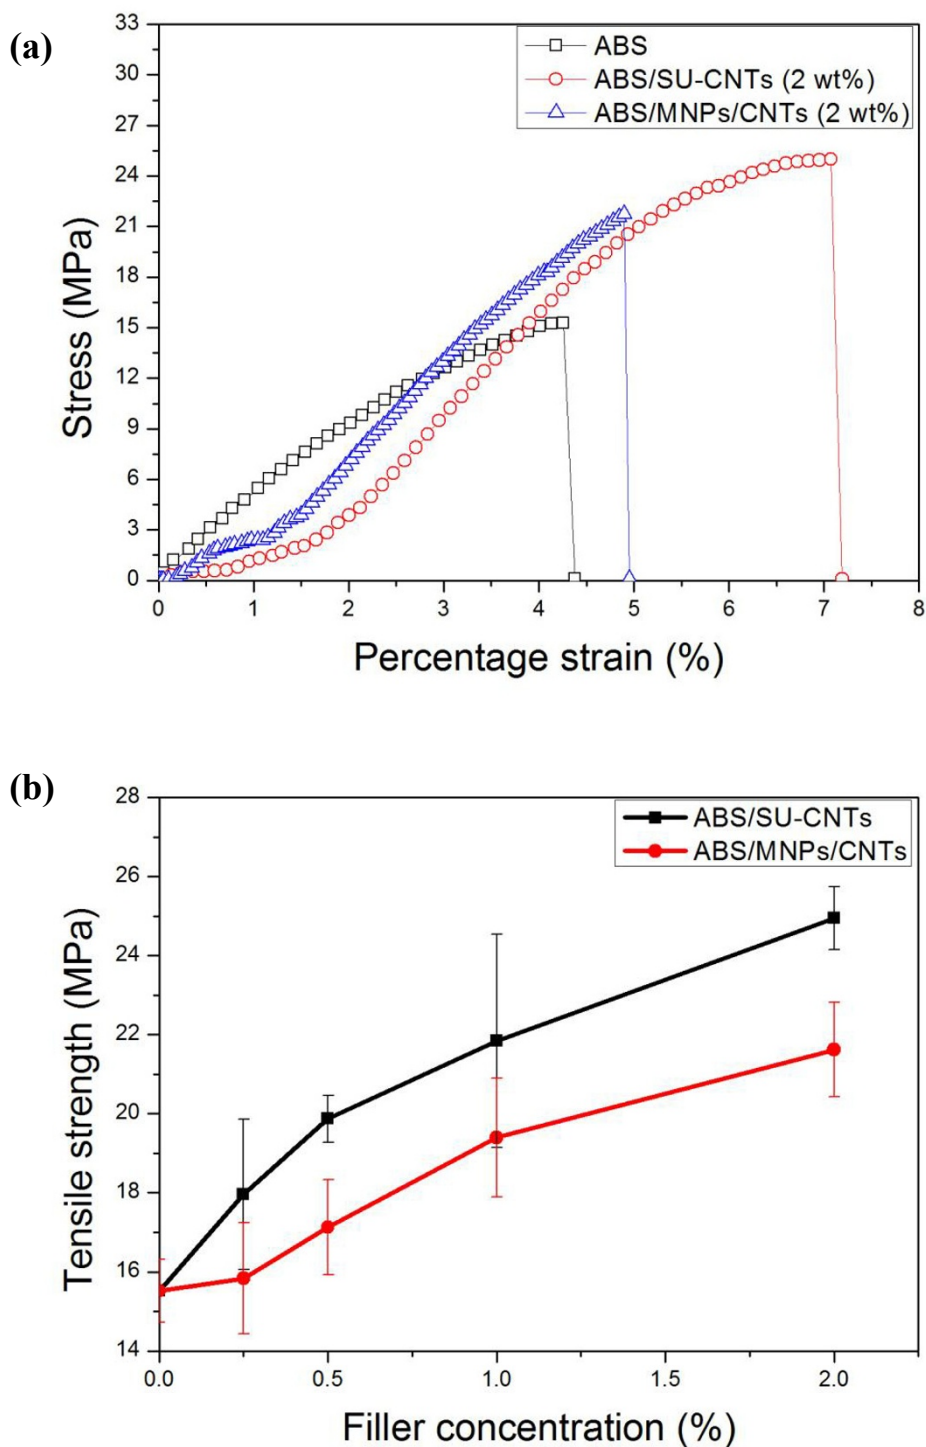 (a)
33
30
27
24
21
18
15
12
9
6
3
0
Stress (MPa)
ABS
ABS/SU-CNTs (2 wt%)
ABS/MNPs/CNTs (2 wt%)
0 1 2 3 4 5 6 7 8
Percentage strain (%)
(b)
28
26
24
22
20
18
16
14
Tensile strength (MPa)
ABS/SU-CNTs
ABS/MNPs/CNTs
0.0 0.5 1.0 1.5 2.0
Filler concentration (%)